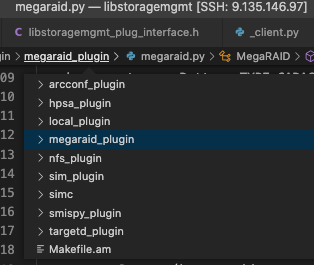 megaraid.py — libstoragemgmt [SSH: 9.135.146.97]
C libstoragemgmt_plug_interface.h _client.py
gin > megaraid_plugin > megaraid.py > MegaRAID
09
10 > arcconf_plugin
11 > hpsa_plugin
> local_plugin
12 > megaraid_plugin
13 > nfs_plugin
14 > sim_plugin
15 > simc
16 > smispy_plugin
17 > targetd_plugin
18 Makefile.am